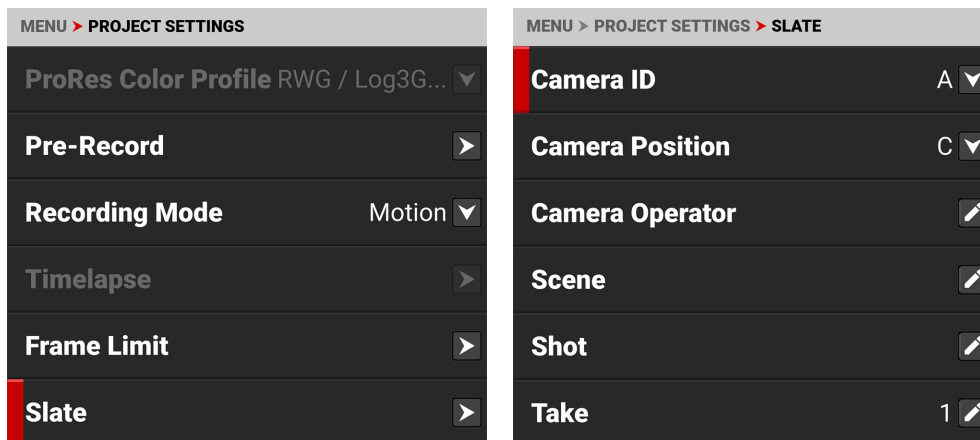 MENU > PROJECT SETTINGS
ProRes Color Profile RWG / Log3G...
Pre-Record
Recording Mode Motion
Timelapse
Frame Limit
Slate
MENU > PROJECT SETTINGS > SLATE
Camera ID A
Camera Position C
Camera Operator
Scene
Shot
Take 1